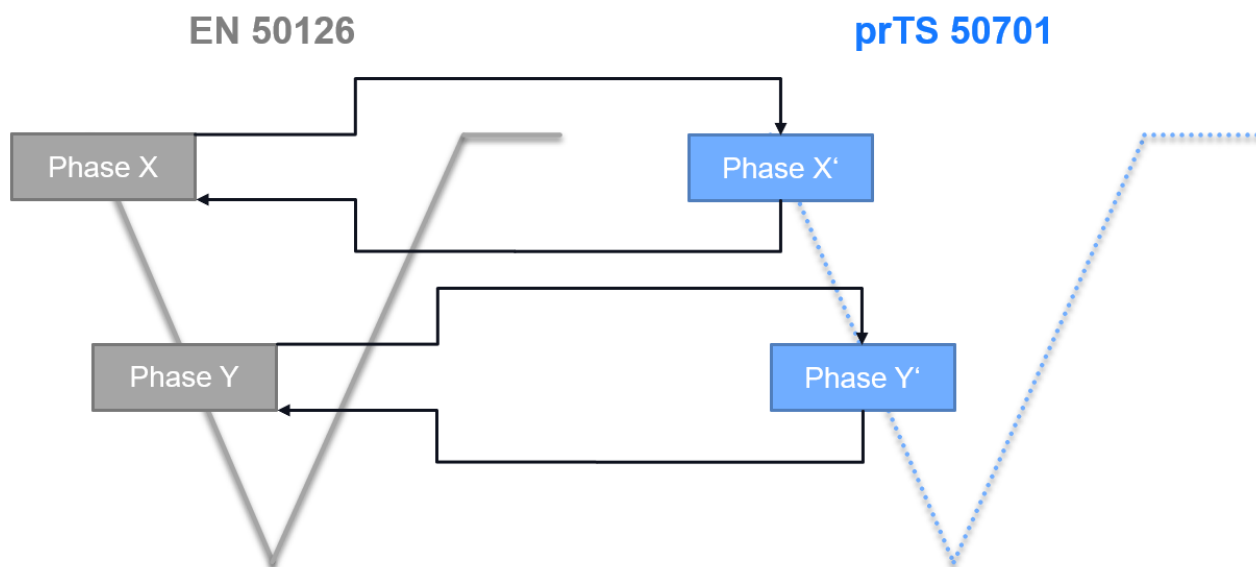 EN 50126
prTS 50701
Phase X
Phase X‘
Phase Y
Phase Y‘